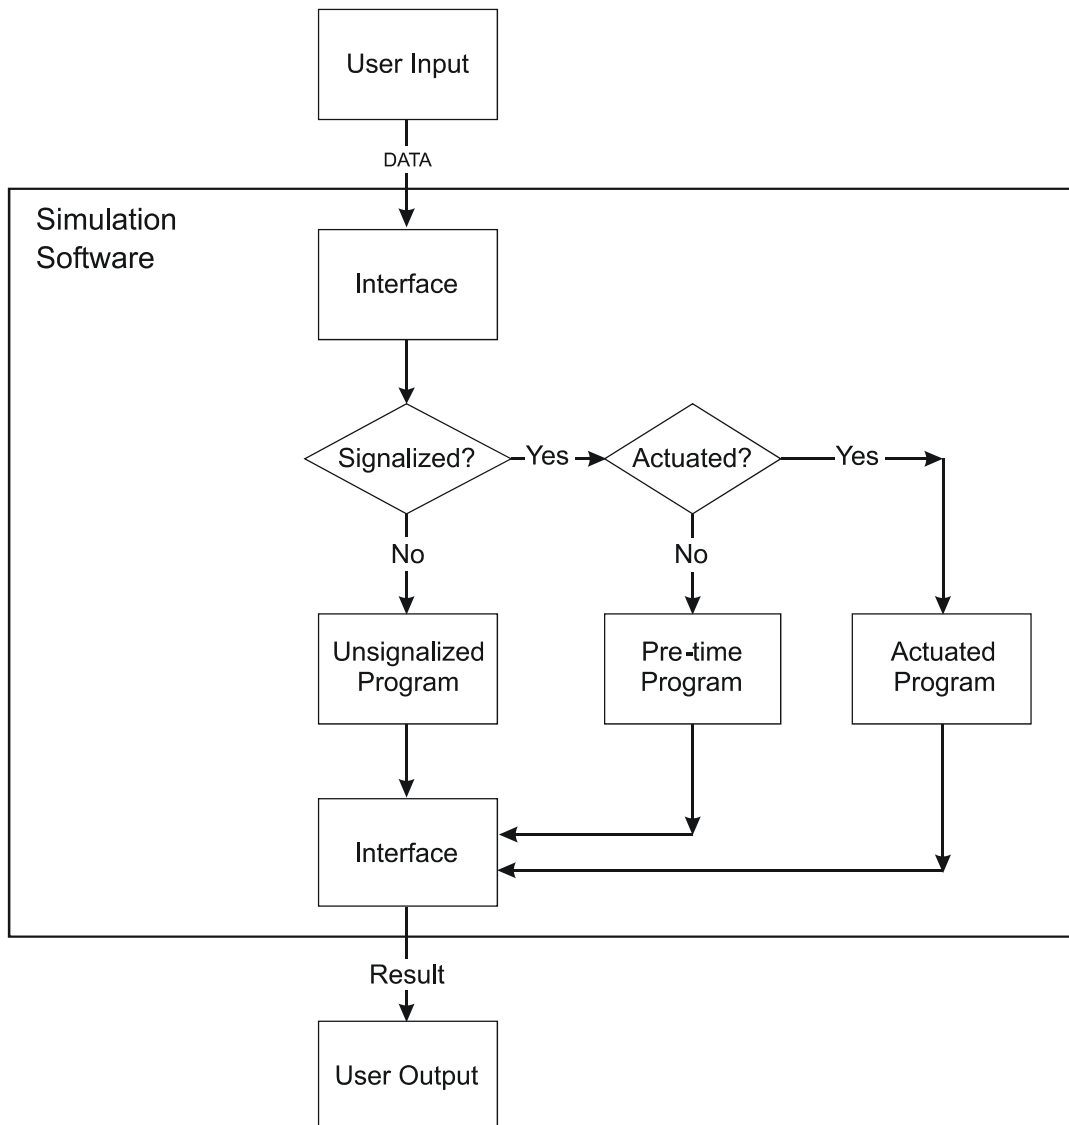 User Input
DATA
Simulation
Software
Interface
Signalized?
Yes
Actuated?
Yes
No
No
Unsignalized
Program
Pre-time
Program
Actuated
Program
Interface
Result
User Output